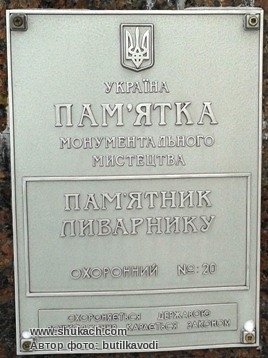 УКРАЇНА
ПАМ'ЯТКА
МОНУМЕНТАЛЬНОГО
МИСТЕЦТВА
ПАМ'ЯТНИК
ЛИВАРНИКУ
ОХОРОННИЙ №: 20
ОХОРОНЯЄТЬСЯ ДЕРЖАВОЮ
КАРАЄТЬСЯ ЗАКОНОМ
www.shukach.com
Автор фото: butilkavodi